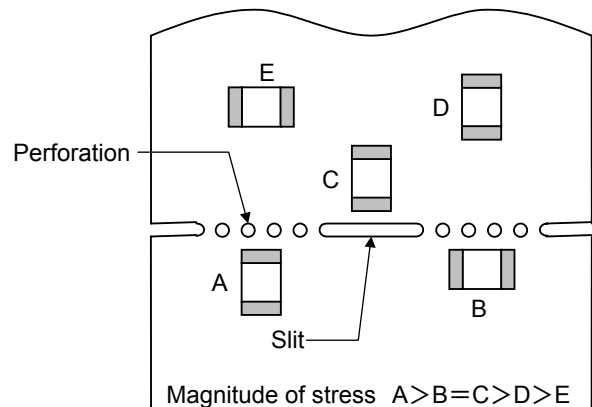 E
D
Perforation
C
A
B
Slit
Magnitude of stress A>B=C>D>E